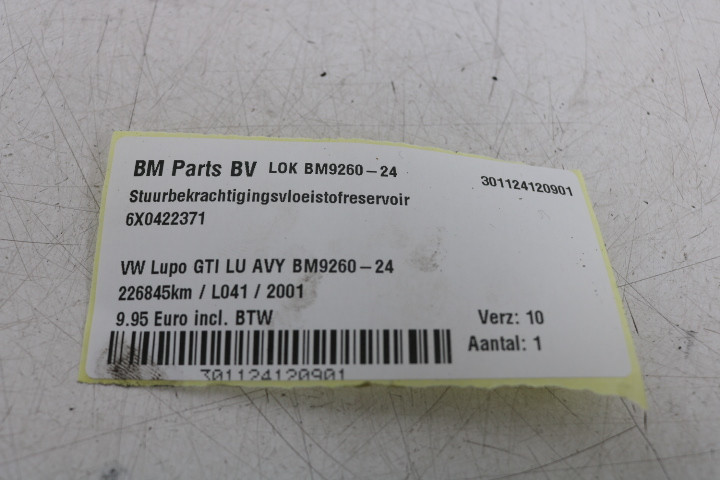 BM Parts BV LOK BM9260-24 301124120901
Stuurbekrachtigingsvloeistofreservoir
6X0422371
VW Lupo GTI LU AVY BM9260-24
226845km / L041 / 2001
9.95 Euro incl. BTW Verz: 10
Aantal: 1
301124120901